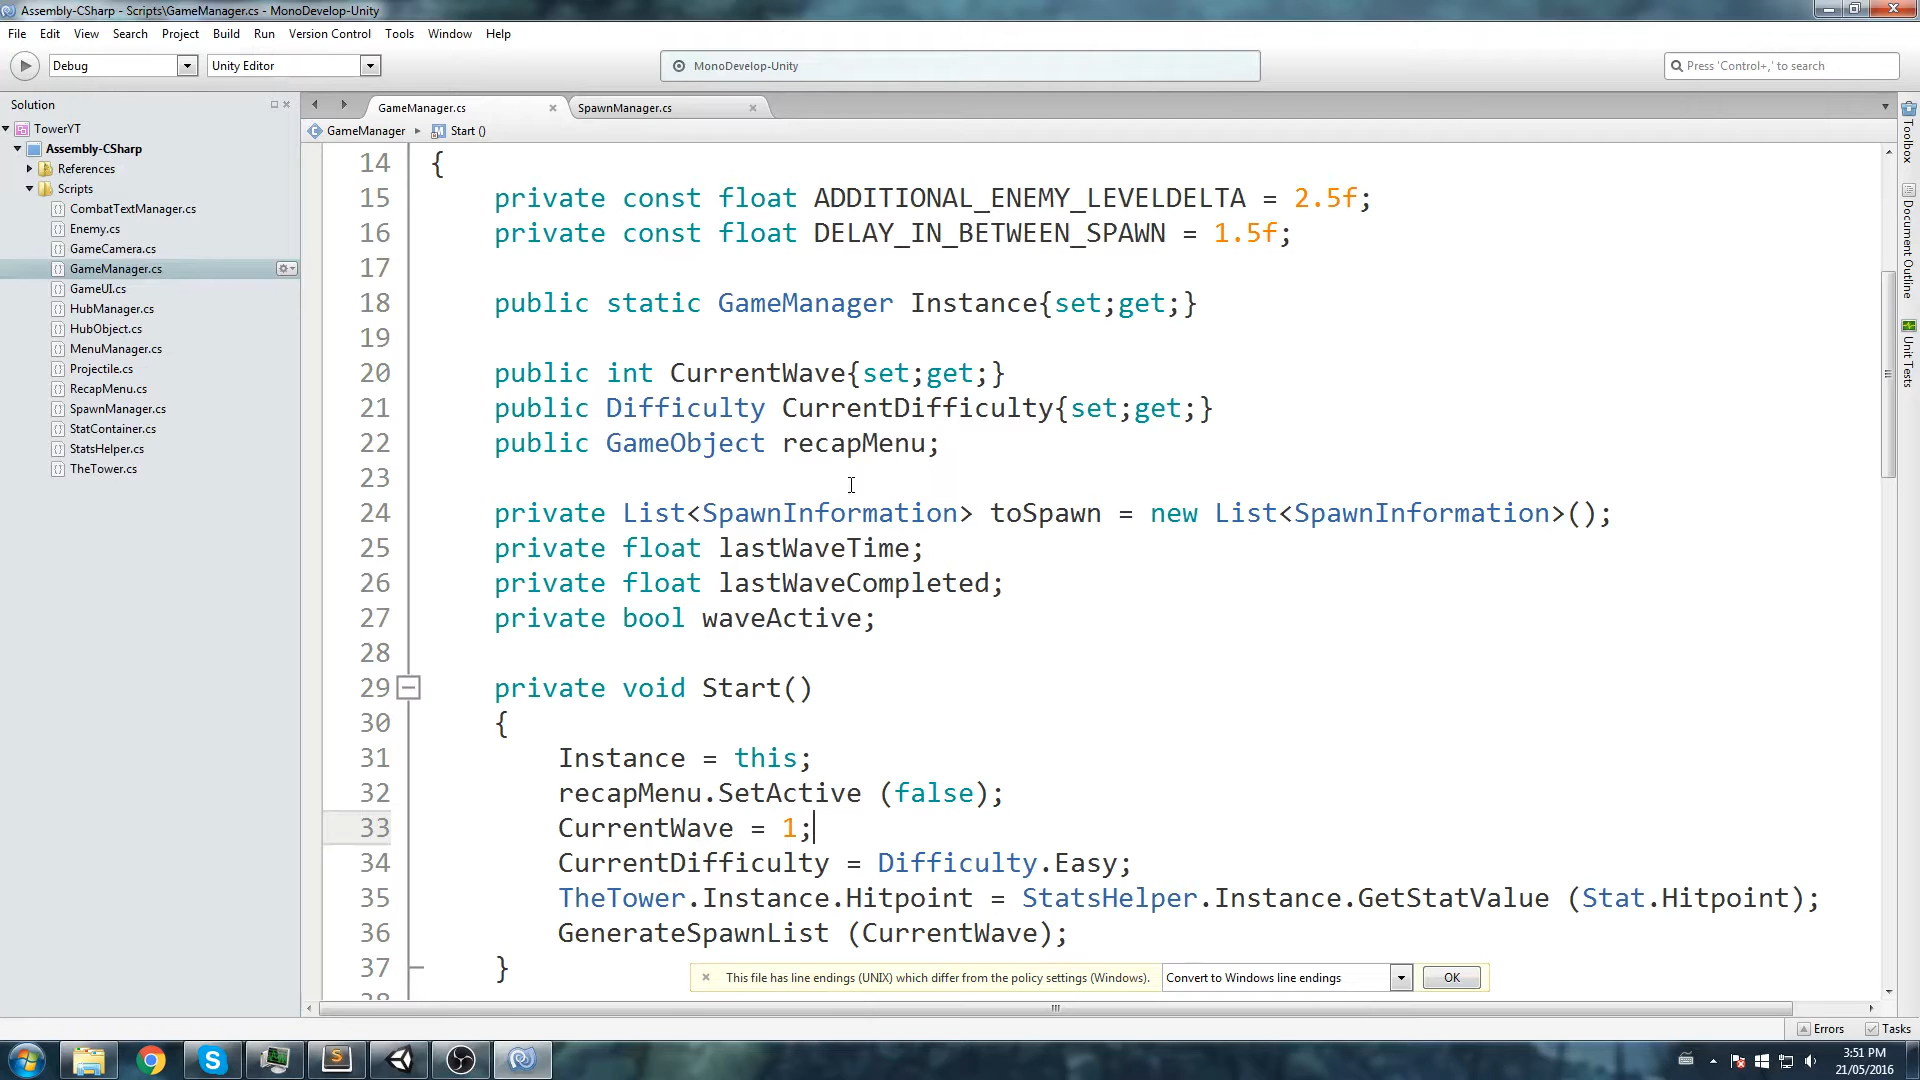 Assembly-CSharp - Scripts\GameManager.cs - MonoDevelop-Unity
File Edit View Search Project Build Run Version Control Tools Window Help
Debug Unity Editor MonoDevelop-Unity Press 'Control+,' to search
Solution
TowerYT
Assembly-CSharp
References
Scripts
CombatTextManager.cs
Enemy.cs
GameCamera.cs
GameManager.cs
GameUI.cs
HubManager.cs
HubObject.cs
MenuManager.cs
Projectile.cs
RecapMenu.cs
SpawnManager.cs
StatContainer.cs
StatsHelper.cs
TheTower.cs
GameManager.cs SpawnManager.cs
GameManager Start ()
14 {
15 private const float ADDITIONAL_ENEMY_LEVELDELTA = 2.5f;
16 private const float DELAY_IN_BETWEEN_SPAWN = 1.5f;
17
18 public static GameManager Instance{set;get;}
19
20 public int CurrentWave{set;get;}
21 public Difficulty CurrentDifficulty{set;get;}
22 public GameObject recapMenu;
23
24 private List<SpawnInformation> toSpawn = new List<SpawnInformation>();
25 private float lastWaveTime;
26 private float lastWaveCompleted;
27 private bool waveActive;
28
29 private void Start()
30 {
31 Instance = this;
32 recapMenu.SetActive (false);
33 CurrentWave = 1;
34 CurrentDifficulty = Difficulty.Easy;
35 TheTower.Instance.Hitpoint = StatsHelper.Instance.GetStatValue (Stat.Hitpoint);
36 GenerateSpawnList (CurrentWave);
37 }
38
This file has line endings (UNIX) which differ from the policy settings (Windows). Convert to Windows line endings OK
Toolbox
Document Outline
Unit Tests
Errors Tasks
3:51 PM
21/05/2016